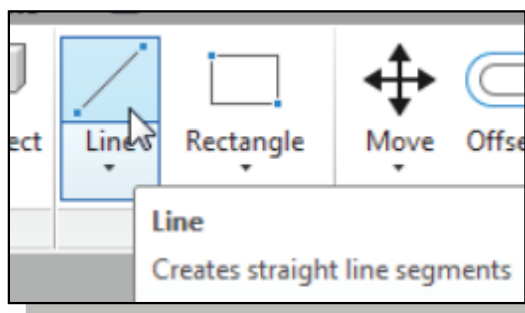 ect Line Rectangle Move Offse
Line
Creates straight line segments